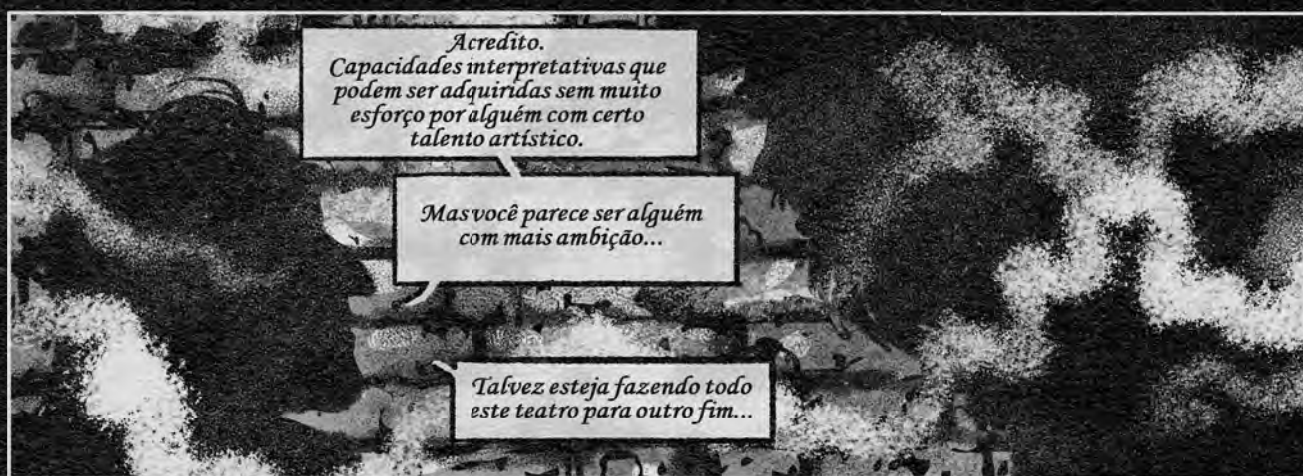 Acredito.
Capacidades interpretativas que
podem ser adquiridas sem muito
esforço por alguém com certo
talento artístico.
Mas você parece ser alguém
com mais ambição...
Talvez esteja fazendo todo
este teatro para outro fim...